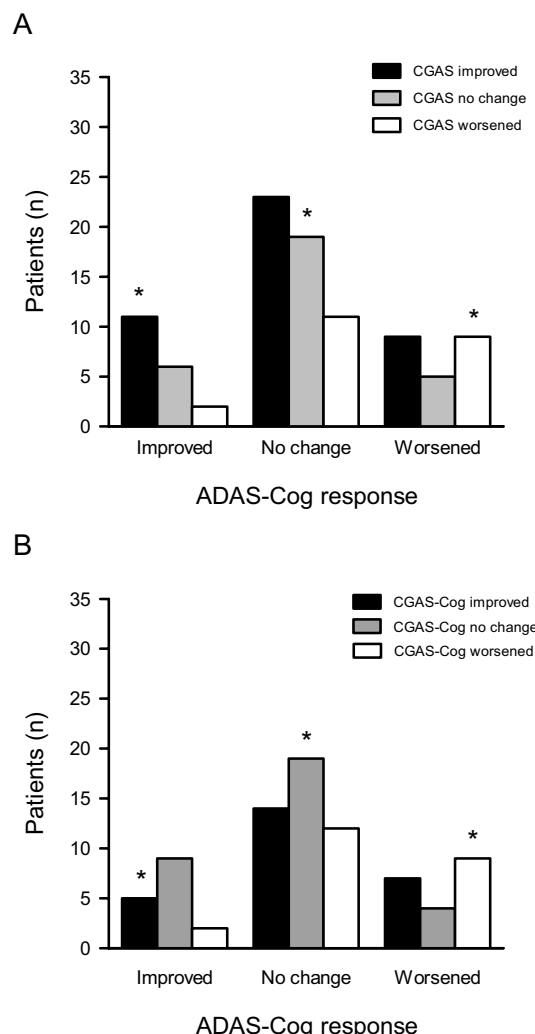 A
CGAS improved
CGAS no change
CGAS worsened
35
30
25
20
15
10
5
0
Patients (n)
*
*
*
Improved
No change
Worsened
ADAS-Cog response
B
CGAS-Cog improved
CGAS-Cog no change
CGAS-Cog worsened
35
30
25
20
15
10
5
0
Patients (n)
*
*
*
Improved
No change
Worsened
ADAS-Cog response